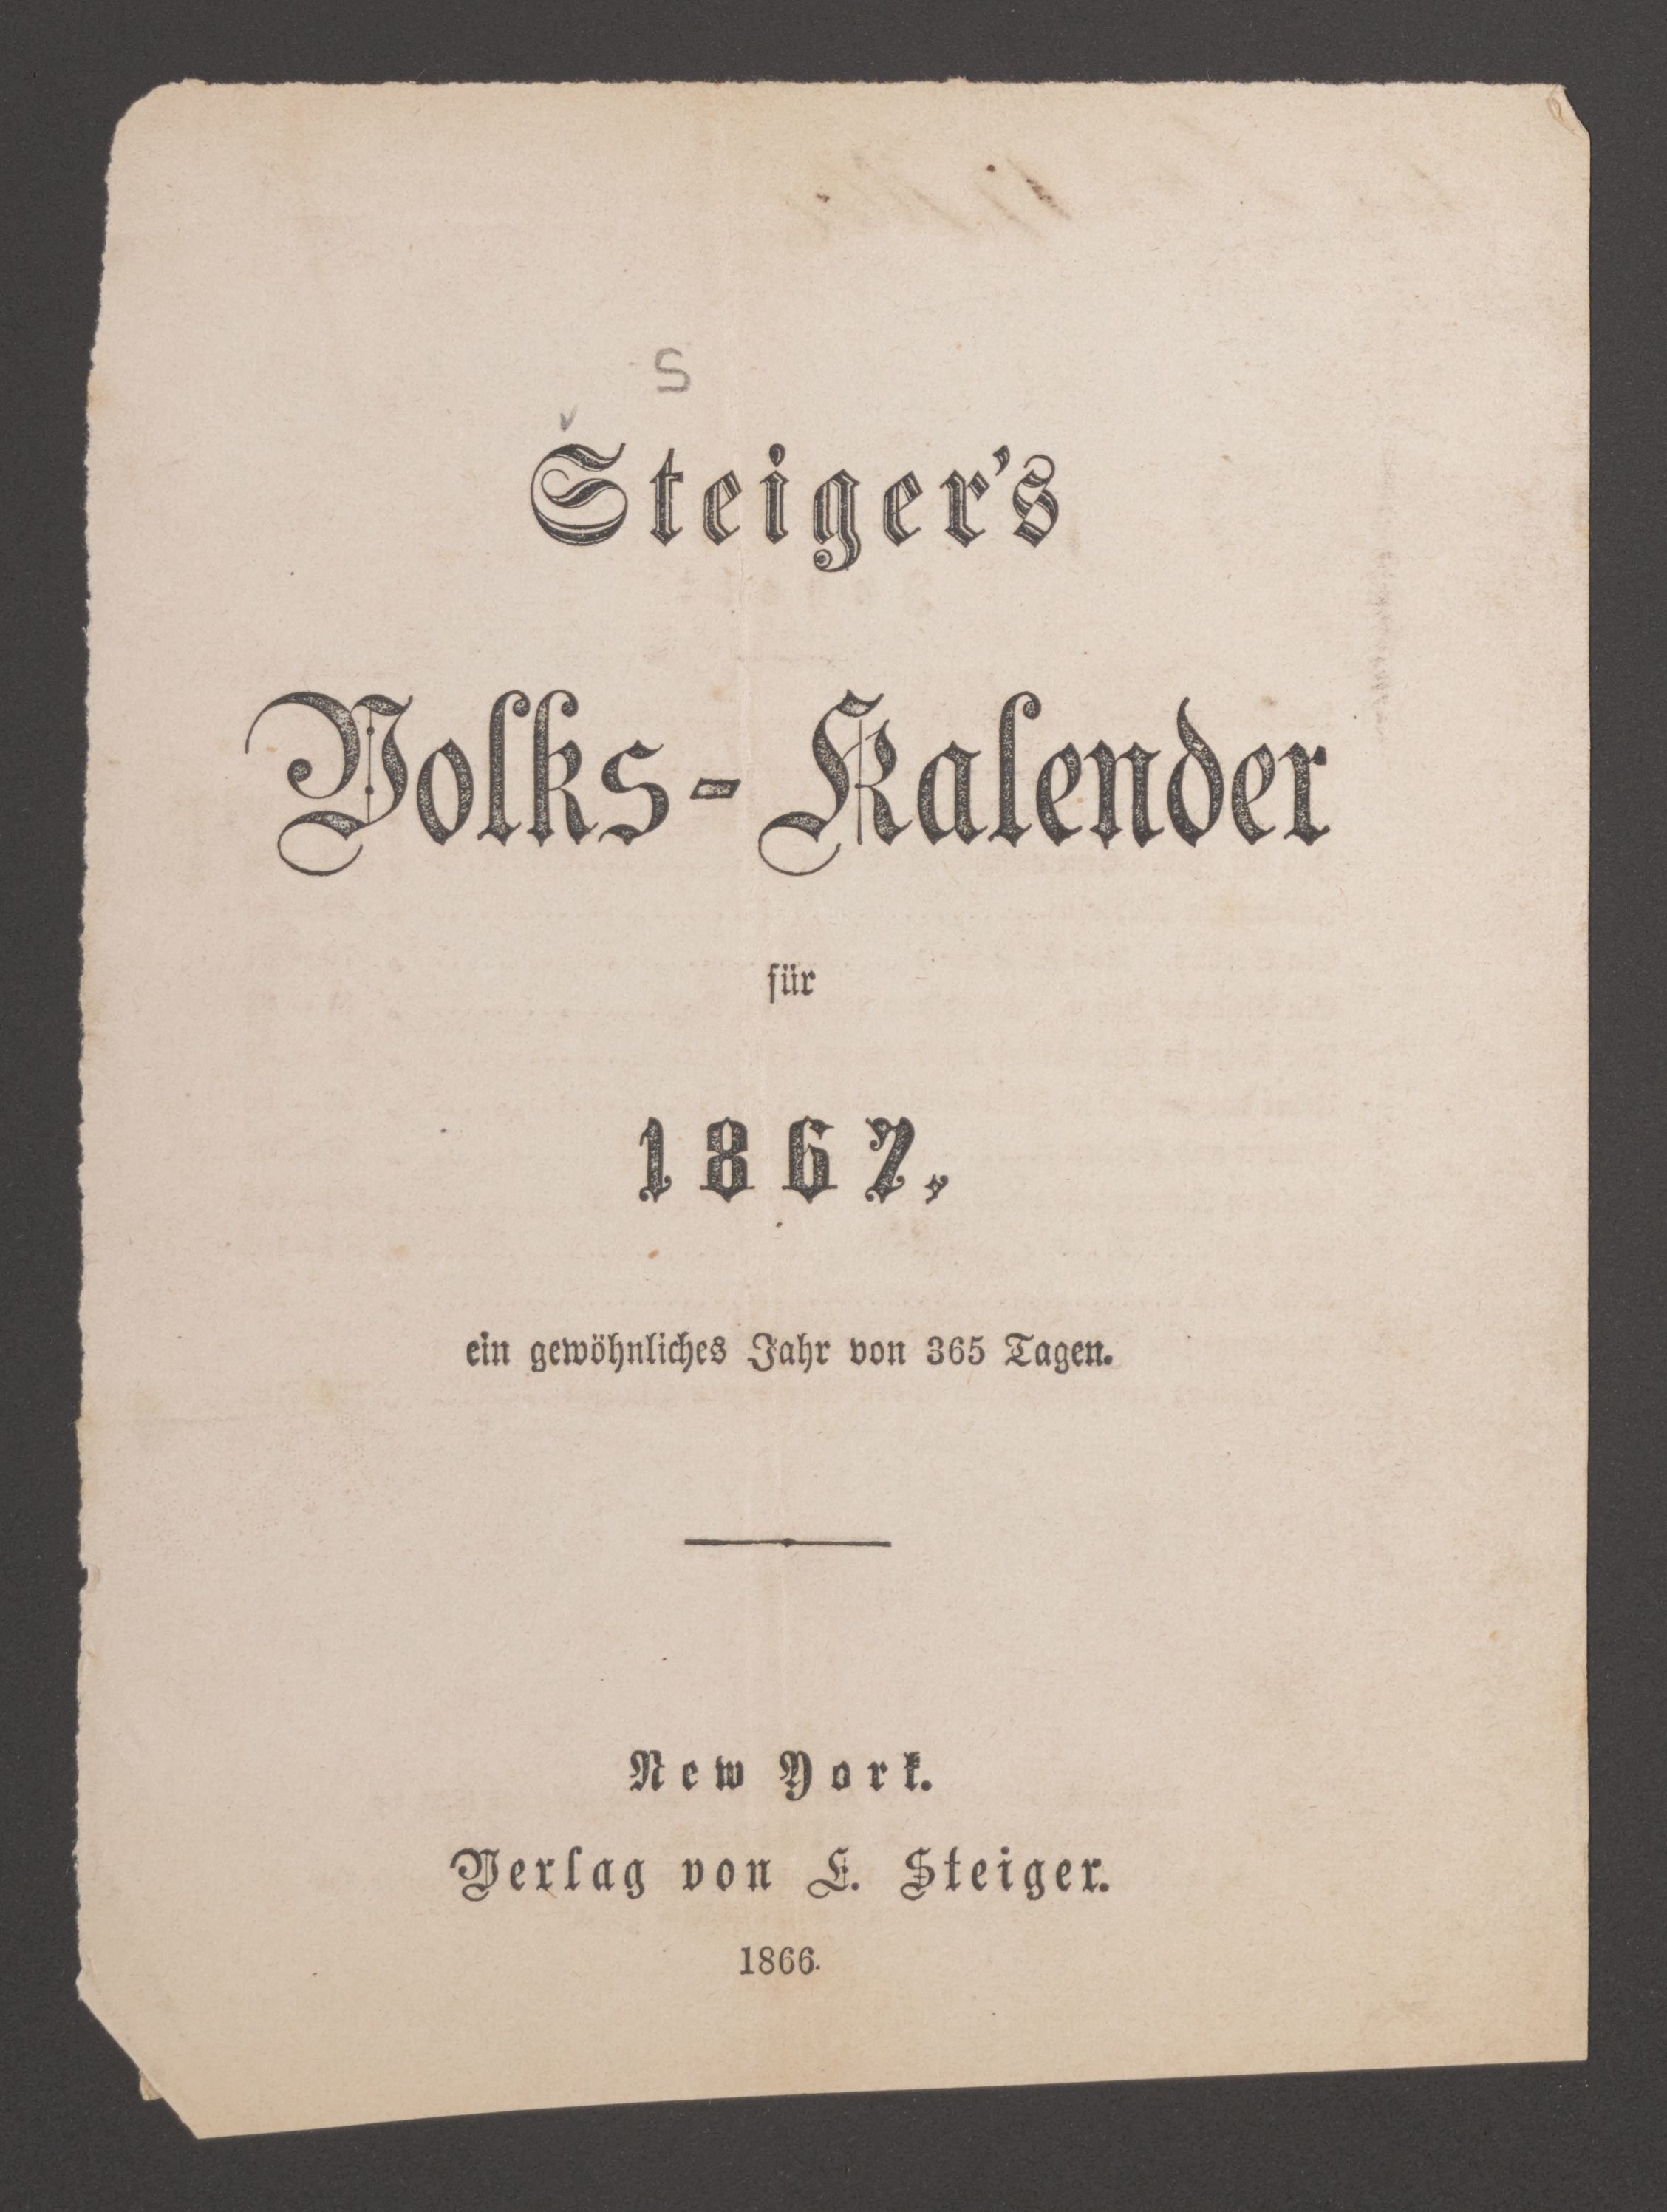 S
Steiger's
Volks-Kalender
für
1867,
ein gewöhnliches Jahr von 365 Tagen.
New York.
Verlag von E. Steiger.
1866.